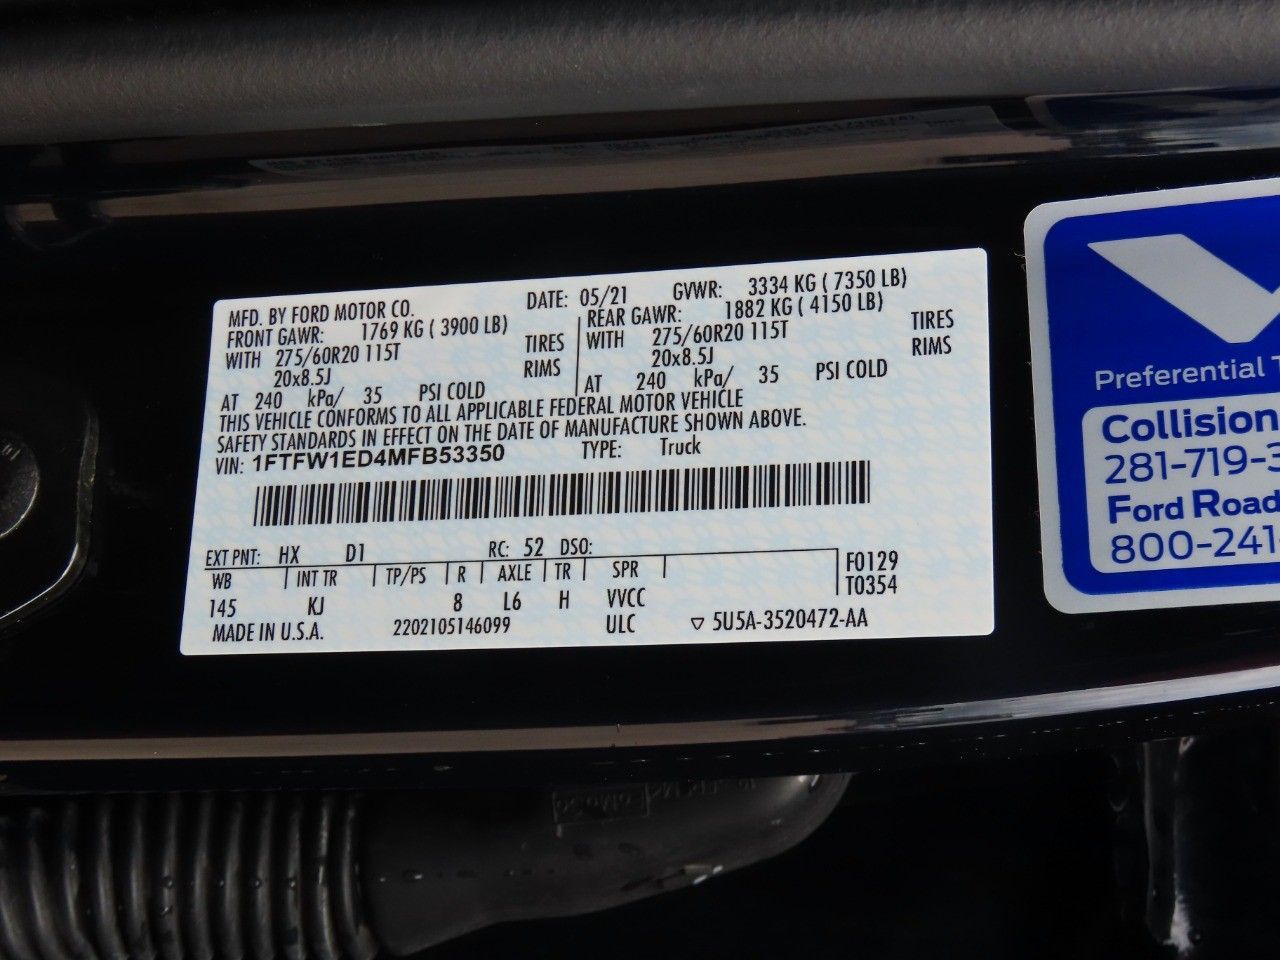 MFD. BY FORD MOTOR CO.
DATE: 05/21
GVWR: 3334 KG ( 7350 LB)
FRONT GAWR: 1769 KG ( 3900 LB)
WITH 275/60R20 115T TIRES
20x8.5J RIMS
AT 240 kPa/ 35 PSI COLD
REAR GAWR: 1882 KG ( 4150 LB)
WITH 275/60R20 115T TIRES
20x8.5J RIMS
AT 240 kPa/ 35 PSI COLD
THIS VEHICLE CONFORMS TO ALL APPLICABLE FEDERAL MOTOR VEHICLE
SAFETY STANDARDS IN EFFECT ON THE DATE OF MANUFACTURE SHOWN ABOVE.
VIN: 1FTFW1ED4MFB53350 TYPE: Truck
EXT PNT: HX D1 RC: 52 DSO:
WB INT TR TP/PS R AXLE TR SPR F0129
T0354
145 KJ 8 L6 H VVCC
MADE IN U.S.A. 2202105146099 ULC ▽ 5U5A-3520472-AA
Preferential
Collision
281-719-
Ford Road
800-241